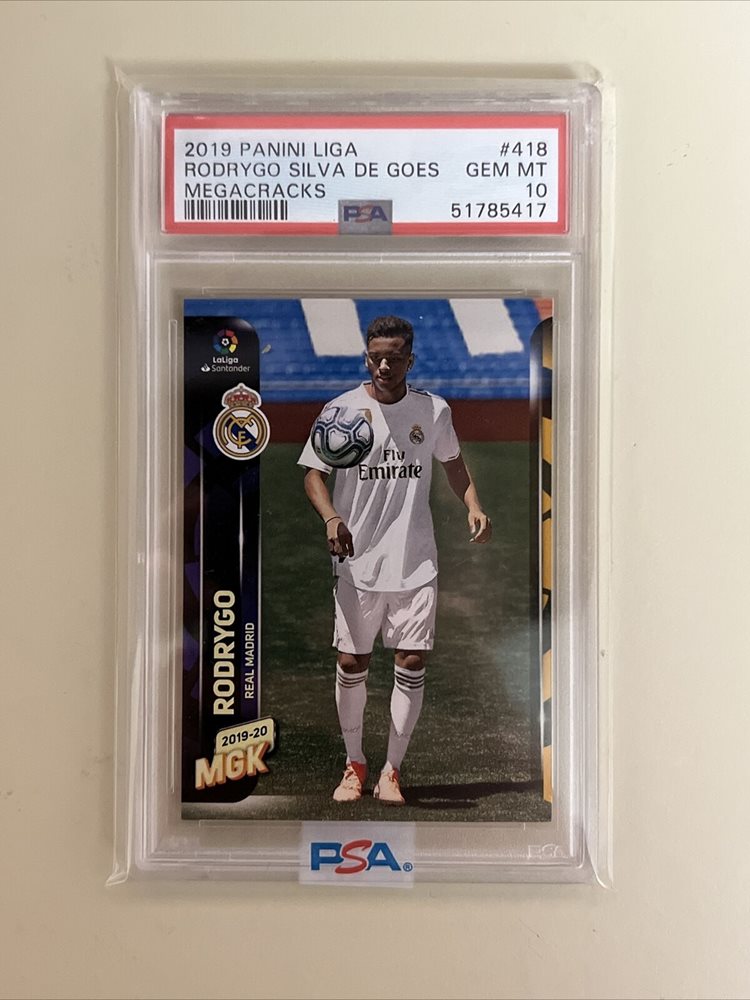 2019 PANINI LIGA #418
RODRYGO SILVA DE GOES GEM MT
MEGACRACKS 10
PSA 51785417
LaLiga
Santander
Fly
Emirates
RODRYGO
REAL MADRID
2019-20
MGK
PSA®
PSA